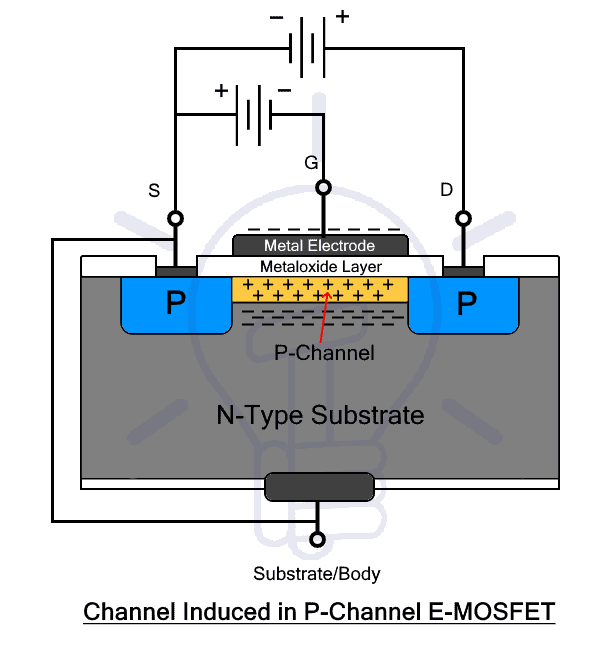 - +
+ -
G
S
D
Metal Electrode
Metaloxide Layer
P
P
P-Channel
N-Type Substrate
Substrate/Body
Channel Induced in P-Channel E-MOSFET